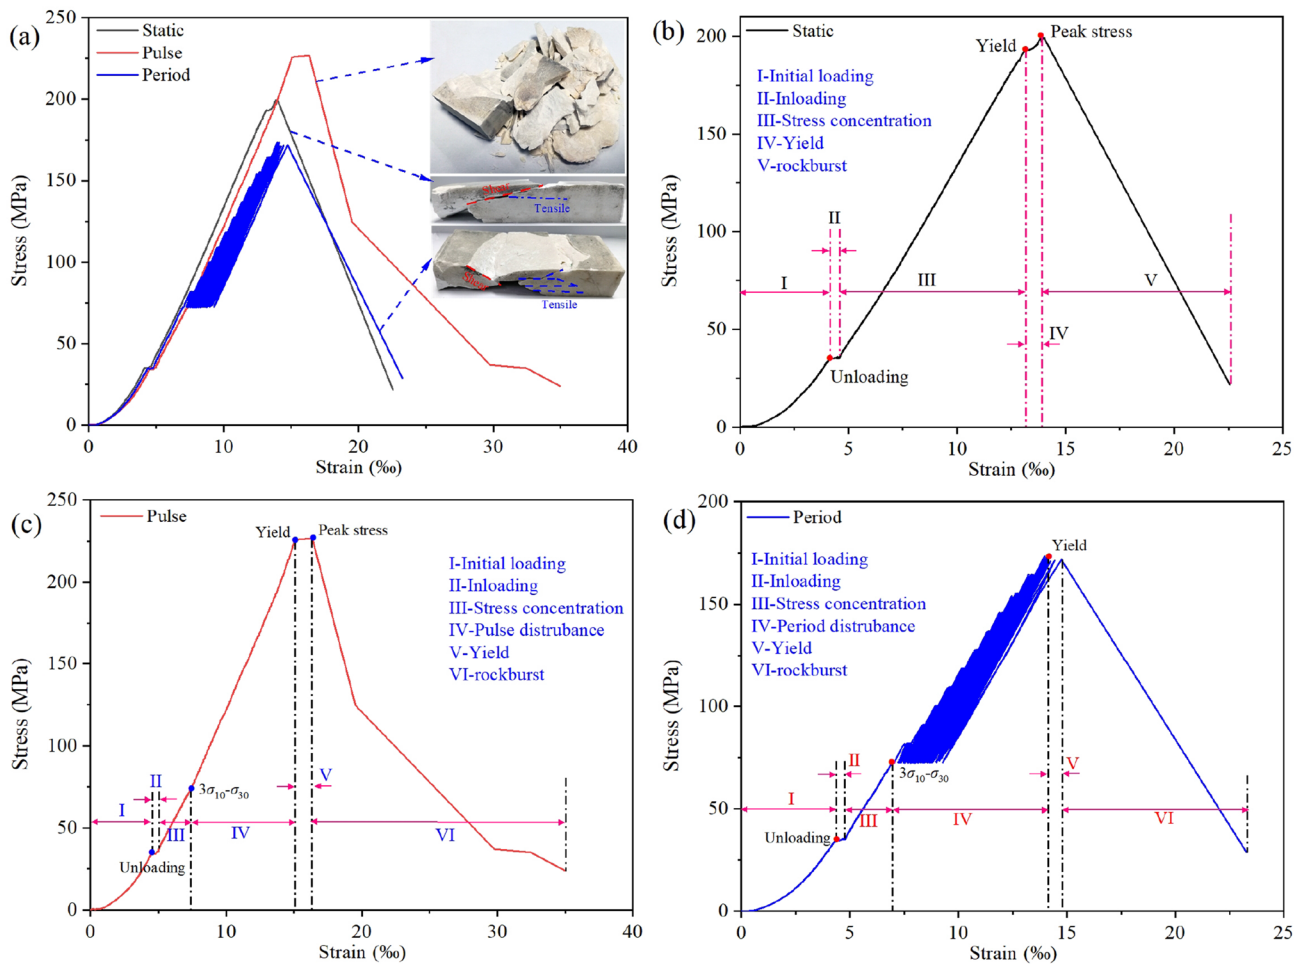 (a)
Static
Pulse
Period
250
200
150
100
50
0
Stress (MPa)
0
10
20
30
40
Strain (‰)
Shear
Tensile
Tensile
(b)
Static
Yield
Peak stress
I-Initial loading
II-Inloading
III-Stress concentration
IV-Yield
V-rockburst
II
I
III
V
IV
Unloading
200
150
100
50
0
Stress (MPa)
0
5
10
15
20
25
Strain (‰)
(c)
Pulse
Yield
Peak stress
I-Initial loading
II-Inloading
III-Stress concentration
IV-Pulse distrubance
V-Yield
VI-rockburst
3σ10-σ30
II
V
I
III
IV
VI
Unloading
250
200
150
100
50
0
Stress (MPa)
0
10
20
30
40
Strain (‰)
(d)
Period
Yield
I-Initial loading
II-Inloading
III-Stress concentration
IV-Period distrubance
V-Yield
VI-rockburst
3σ10-σ30
II
V
I
III
IV
VI
Unloading
200
150
100
50
0
Stress (MPa)
0
5
10
15
20
25
Strain (‰)